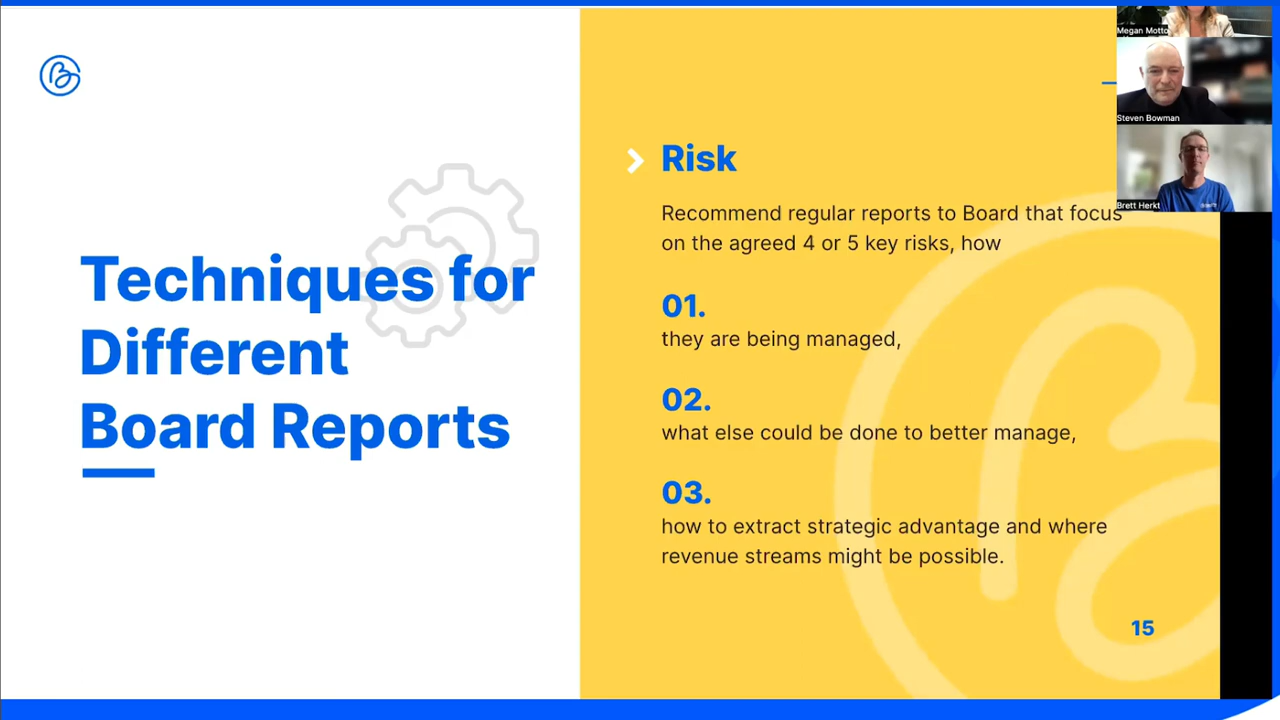 Techniques for
Different
Board Reports
Risk
Recommend regular reports to Board that focus
on the agreed 4 or 5 key risks, how
01.
they are being managed,
02.
what else could be done to better manage,
03.
how to extract strategic advantage and where
revenue streams might be possible.
15
Megan Motto
Steven Bowman
Brett Herkt